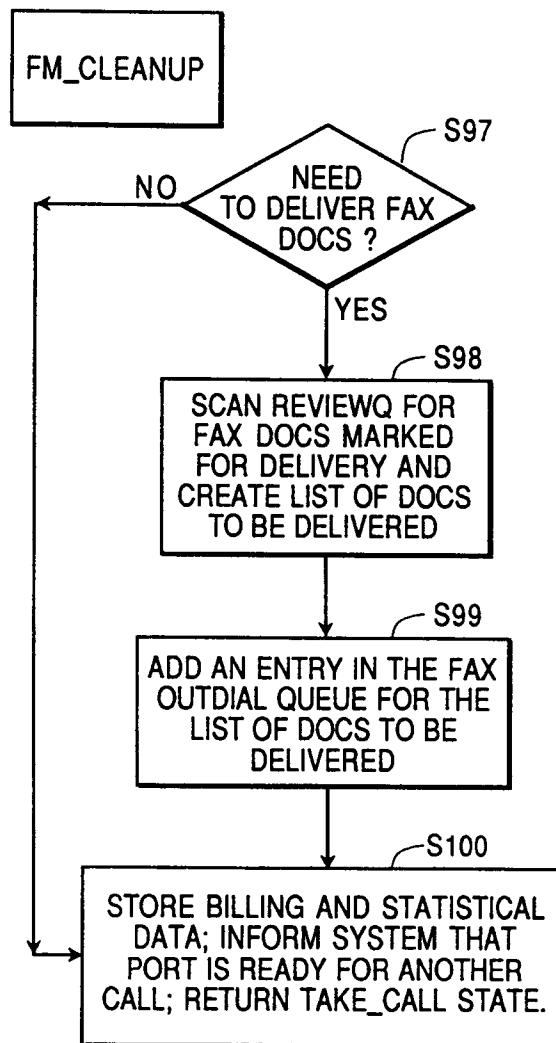 FM_CLEANUP
S97
NEED
TO DELIVER FAX
DOCS ?
NO
YES
S98
SCAN REVIEWQ FOR
FAX DOCS MARKED
FOR DELIVERY AND
CREATE LIST OF DOCS
TO BE DELIVERED
S99
ADD AN ENTRY IN THE FAX
OUTDIAL QUEUE FOR THE
LIST OF DOCS TO BE
DELIVERED
S100
STORE BILLING AND STATISTICAL
DATA; INFORM SYSTEM THAT
PORT IS READY FOR ANOTHER
CALL; RETURN TAKE_CALL STATE.